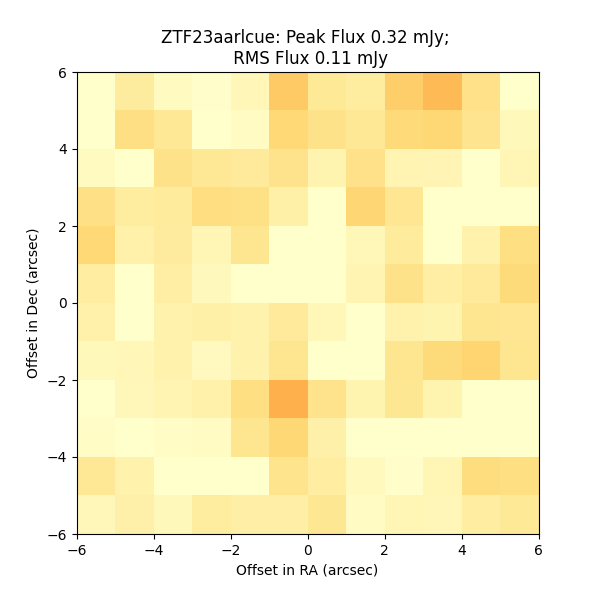 ZTF23aarlcue: Peak Flux 0.32 mJy;
RMS Flux 0.11 mJy
6
4
2
0
−2
−4
−6
Offset in Dec (arcsec)
−6 −4 −2 0 2 4 6
Offset in RA (arcsec)